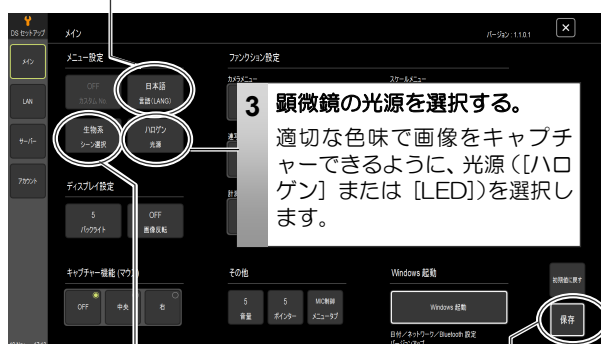 DS セットアップ
メイン
バージョン : 1.1.0.1
メイン
LAN
サーバー
アカウント
メニュー設定
OFF
カスタム No.
日本語
言語(LANG)
生物系
シーン選択
ハロゲン
光源
ファンクション設定
カメラメニュー
スケールメニュー
3 顕微鏡の光源を選択する。
適切な色味で画像をキャプチ
ャーできるように、光源([ハロ
ゲン] または [LED])を選択し
ます。
ディスプレイ設定
5
バックライト
OFF
画像反転
キャプチャー機能
OFF
中央
右
その他
5
音量
5
ポインター
MIC制御
メニュータブ
Windows 起動
Windows 起動
日付／ネットワーク／Bluetooth 設定
バージョンアップ
初期値に戻す
保存